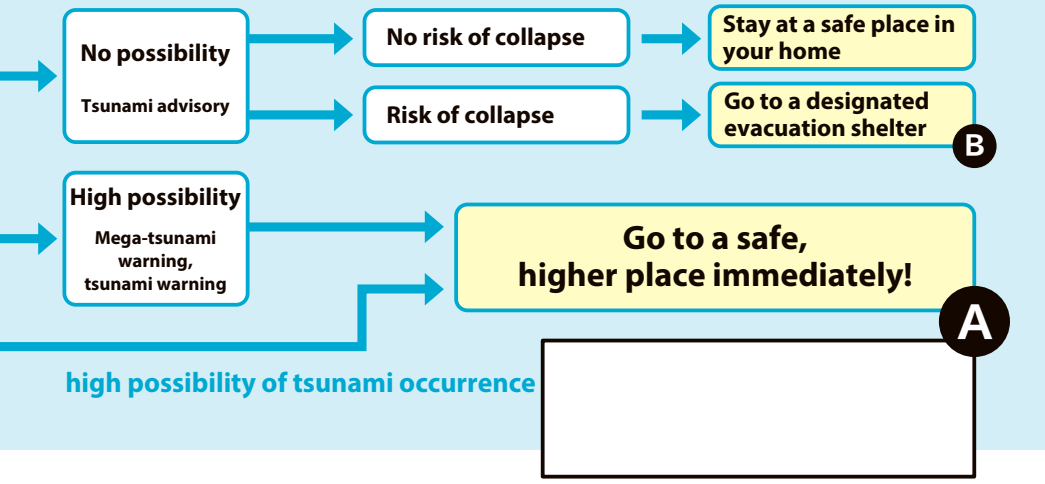 No possibility
Tsunami advisory
No risk of collapse
Stay at a safe place in
your home
Risk of collapse
Go to a designated
evacuation shelter
B
High possibility
Mega-tsunami
warning,
tsunami warning
Go to a safe,
higher place immediately!
A
high possibility of tsunami occurrence